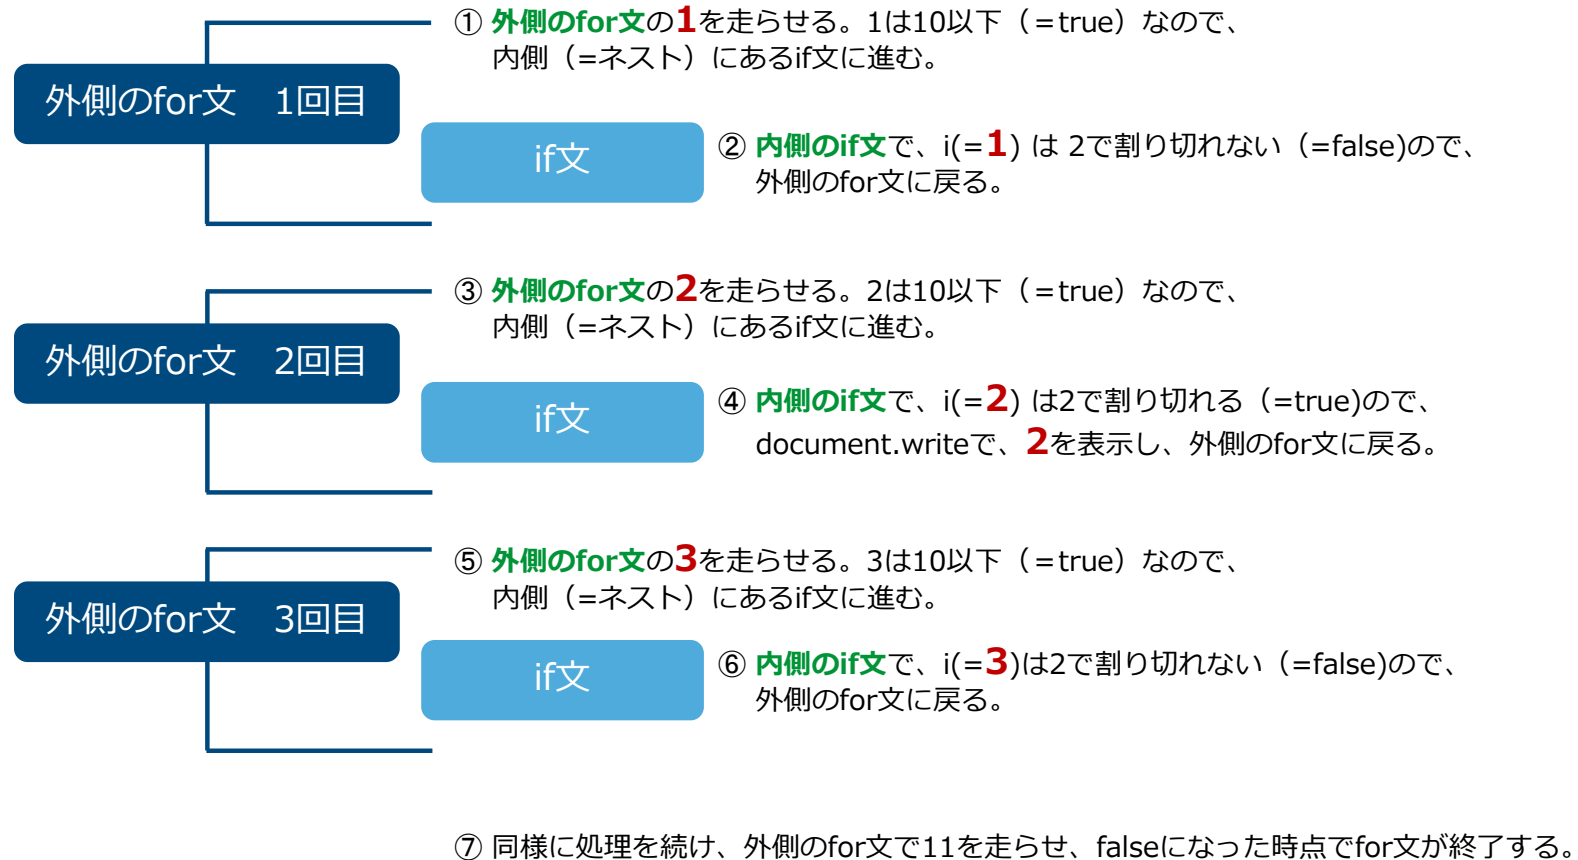 ① 外側のfor文の1を走らせる。1は10以下（=true）なので、
内側（=ネスト）にあるif文に進む。
外側のfor文　1回目
if文
② 内側のif文で、i(=1) は 2で割り切れない（=false)ので、
外側のfor文に戻る。
③ 外側のfor文の2を走らせる。2は10以下（=true）なので、
内側（=ネスト）にあるif文に進む。
外側のfor文　2回目
if文
④ 内側のif文で、i(=2) は2で割り切れる（=true)ので、
document.writeで、2を表示し、外側のfor文に戻る。
⑤ 外側のfor文の3を走らせる。3は10以下（=true）なので、
内側（=ネスト）にあるif文に進む。
外側のfor文　3回目
if文
⑥ 内側のif文で、i(=3)は2で割り切れない（=false)ので、
外側のfor文に戻る。
⑦ 同様に処理を続け、外側のfor文で11を走らせ、falseになった時点でfor文が終了する。